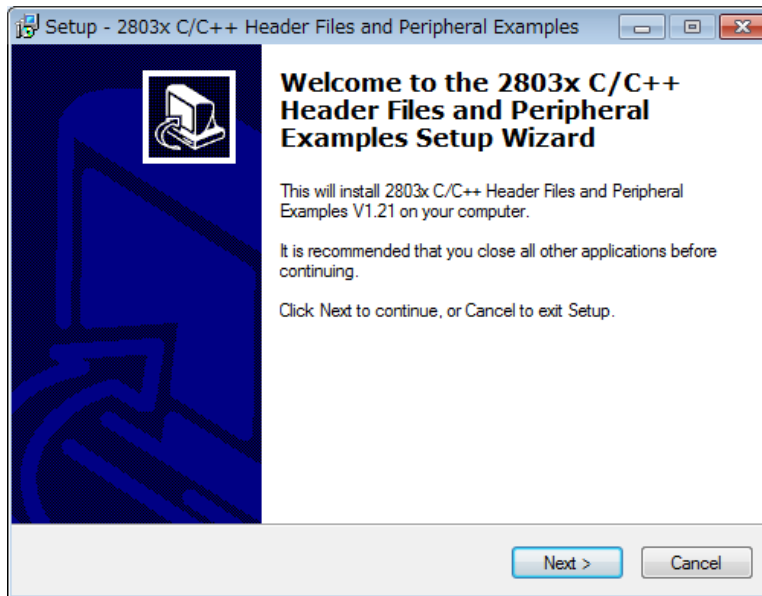 Setup - 2803x C/C++ Header Files and Peripheral Examples
Welcome to the 2803x C/C++
Header Files and Peripheral
Examples Setup Wizard
This will install 2803x C/C++ Header Files and Peripheral
Examples V1.21 on your computer.
It is recommended that you close all other applications before
continuing.
Click Next to continue, or Cancel to exit Setup.
Next >
Cancel